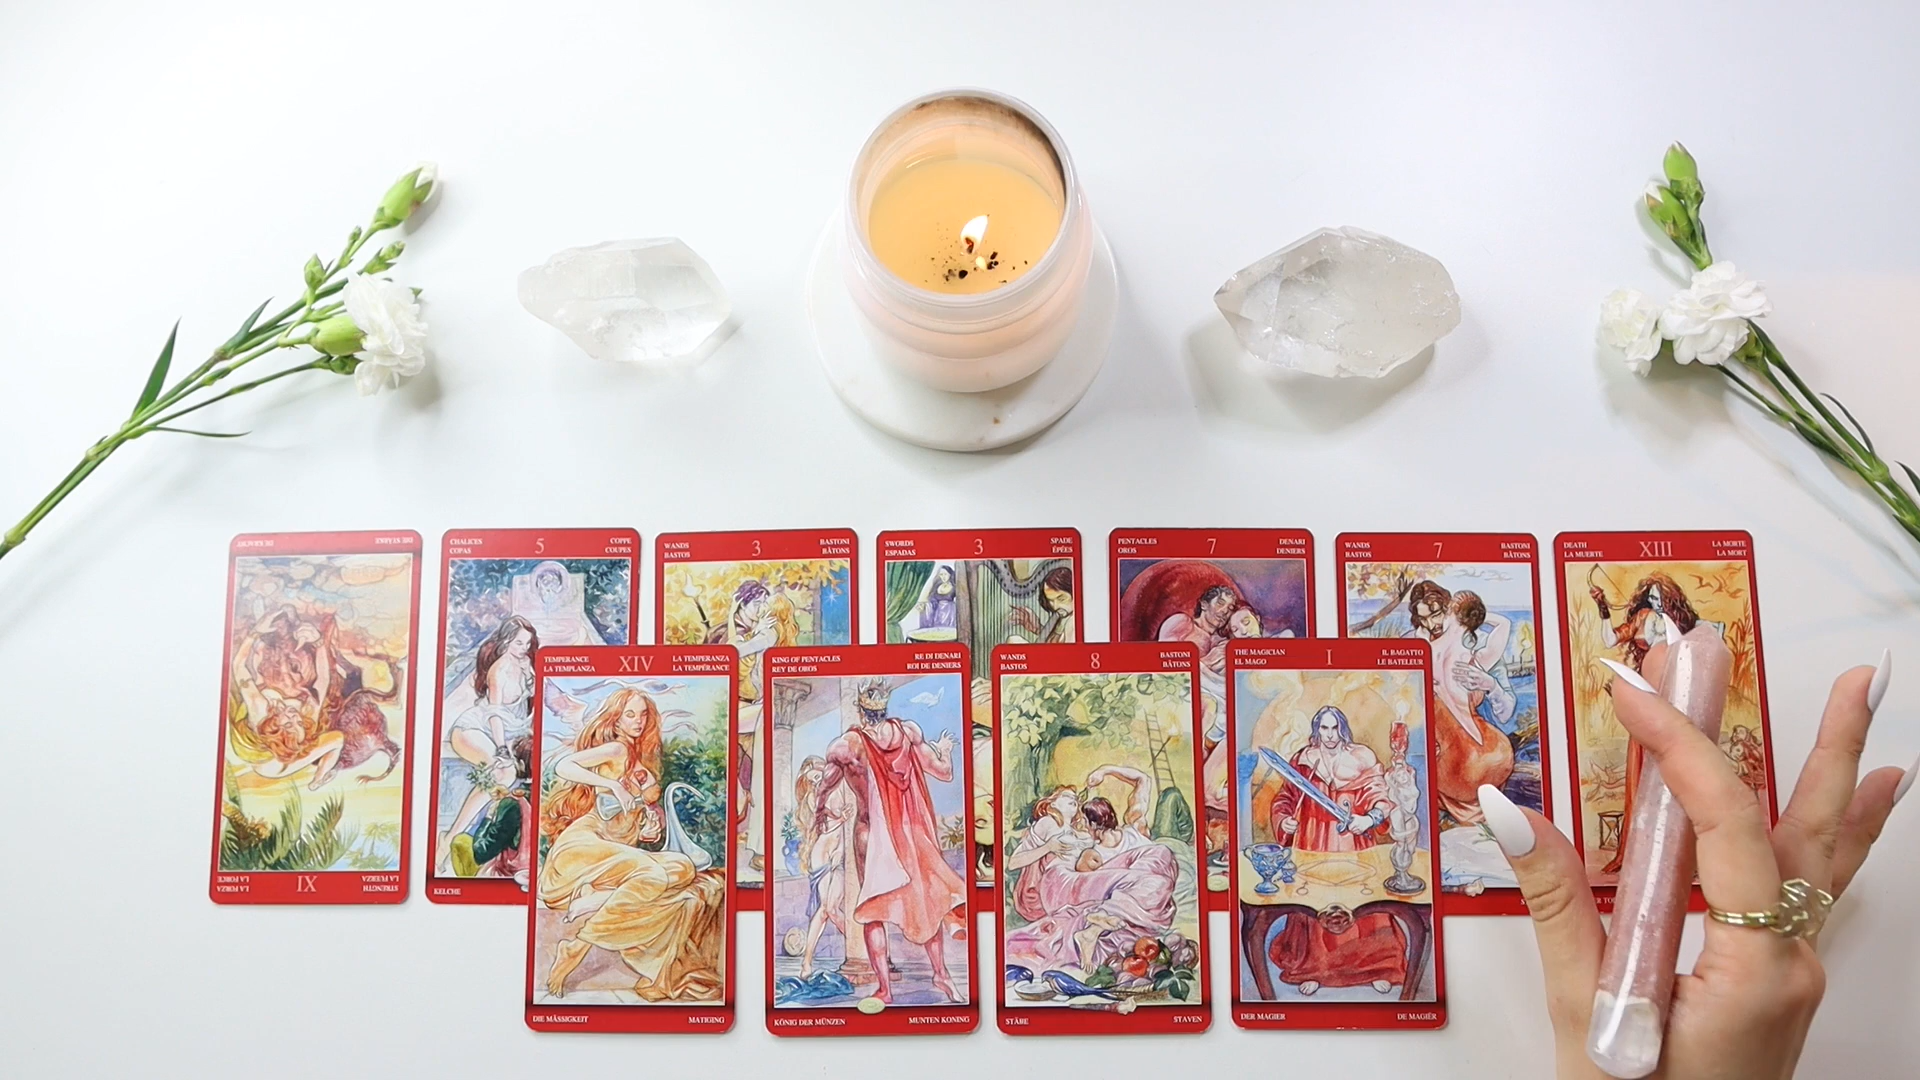 STRENGTH
LA FUERZA
XI
LA FORZA
LA FORCE
DIE STÄRKE
CHALICES
COPAS
5
COPPE
COUPES
KELCHE
WANDS
BASTOS
3
BASTONI
BÂTONS
SWORDS
ESPADAS
3
SPADE
ÉPÉES
PENTACLES
OROS
7
DENARI
DENIERS
WANDS
BASTOS
7
BASTONI
BÂTONS
DEATH
LA MUERTE
XIII
LA MORTE
LA MORT
TEMPERANCE
LA TEMPLANZA
XIV
LA TEMPERANZA
LA TEMPÉRANCE
DIE MÄSSIGKEIT
MATIGING
KING OF PENTACLES
REY DE OROS
RE DI DENARI
ROI DE DENIERS
KÖNIG DER MÜNZEN
MUNTEN KONING
WANDS
BASTOS
8
BASTONI
BÂTONS
STÄBE
STAVEN
THE MAGICIAN
EL MAGO
I
IL BAGATTO
LE BATELEUR
DER MAGIER
DE MAGIËR